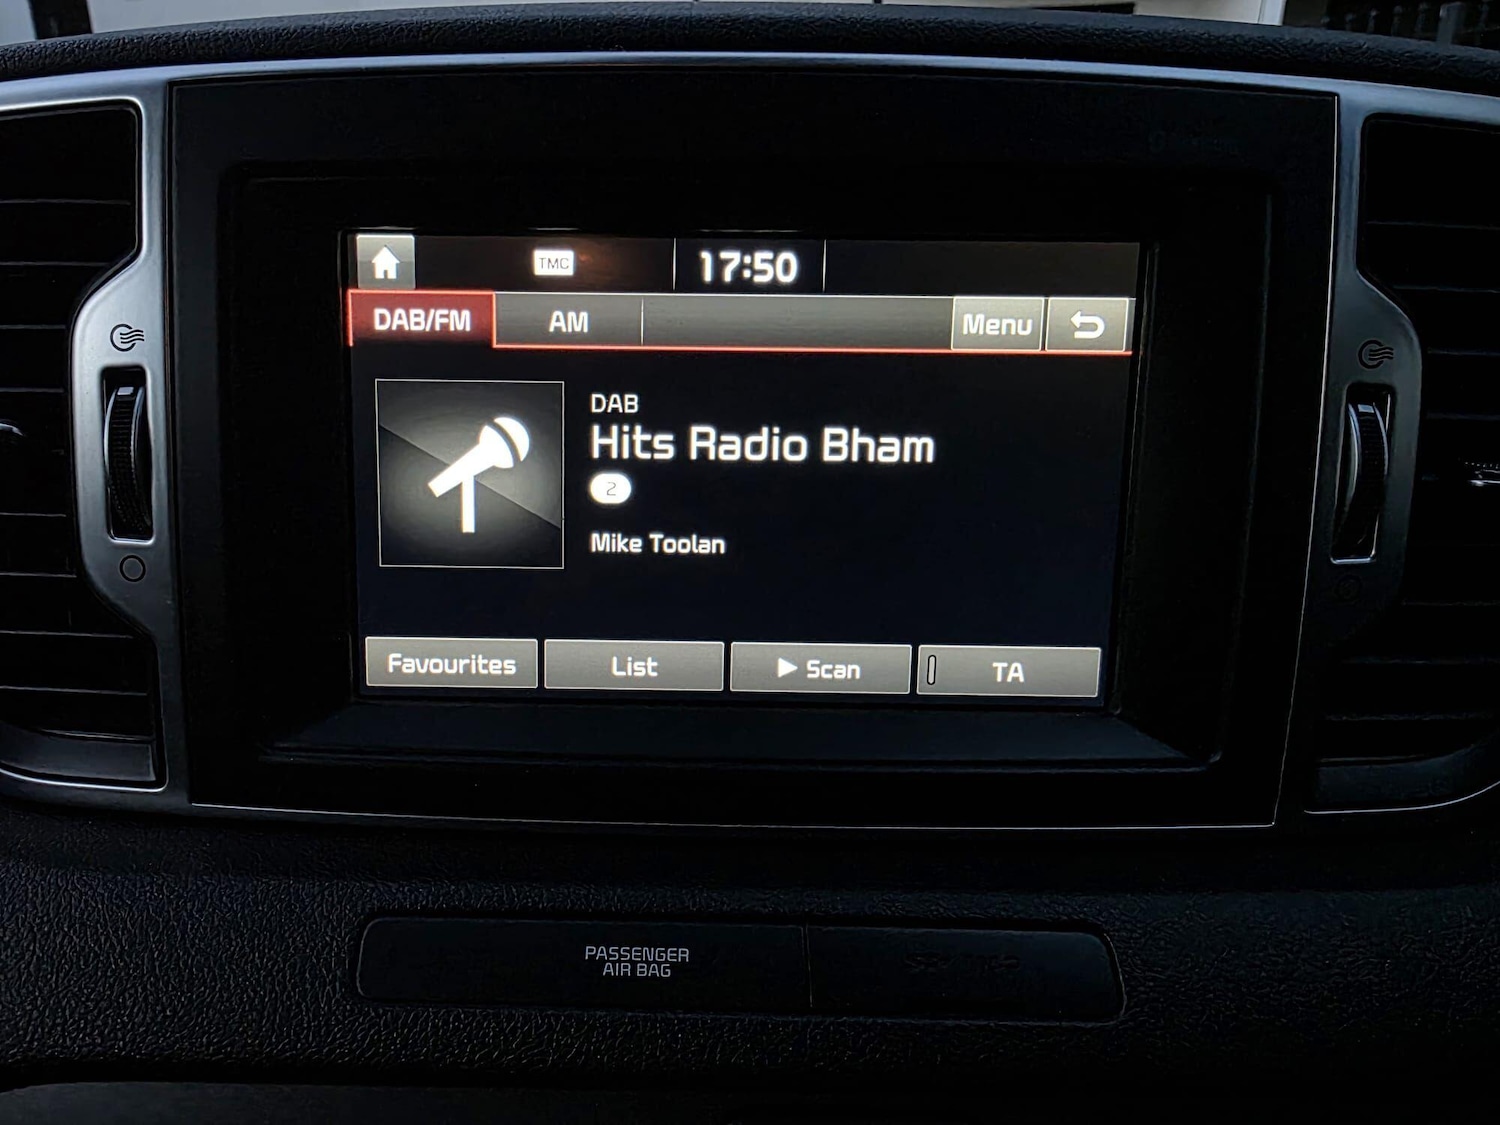 TMC
17:50
DAB/FM
AM
Menu
DAB
Hits Radio Bham
2
Mike Toolan
Favourites
List
Scan
TA
PASSENGER
AIR BAG